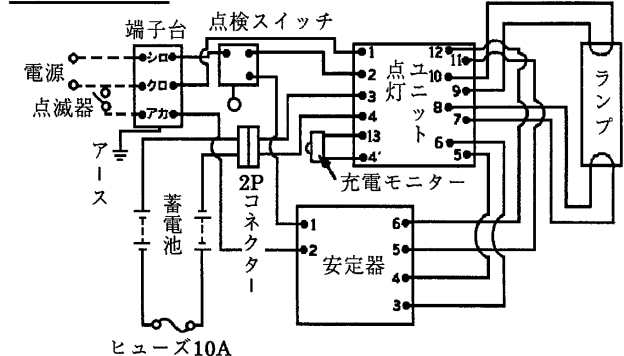 点検スイッチ
端子台
電源
シロ
クロ
アカ
点滅器
アース
1
2
3
4
13
4'
点灯
ユニット
12
11
10
9
8
7
6
5
ランプ
充電モニター
2P
コネクター
蓄電池
ヒューズ10A
1
2
安定器
6
5
4
3